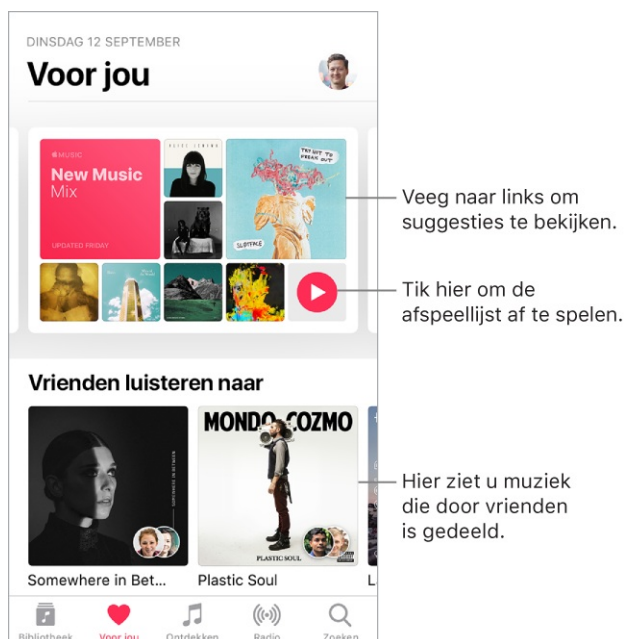 DINSDAG 12 SEPTEMBER
Voor jou
MUSIC
New Music
Mix
UPDATED FRIDAY
TRY NOT TO
FREAK OUT
SLØTFACE
Veeg naar links om
suggesties te bekijken.
Tik hier om de
afspeellijst af te spelen.
Vrienden luisteren naar
MONDO COZMO
PLASTIC SOUL
Hier ziet u muziek
die door vrienden
is gedeeld.
Somewhere in Bet...
Plastic Soul
L
Bibliotheek
Voor jou
Ontdekken
Radio
Zoeken